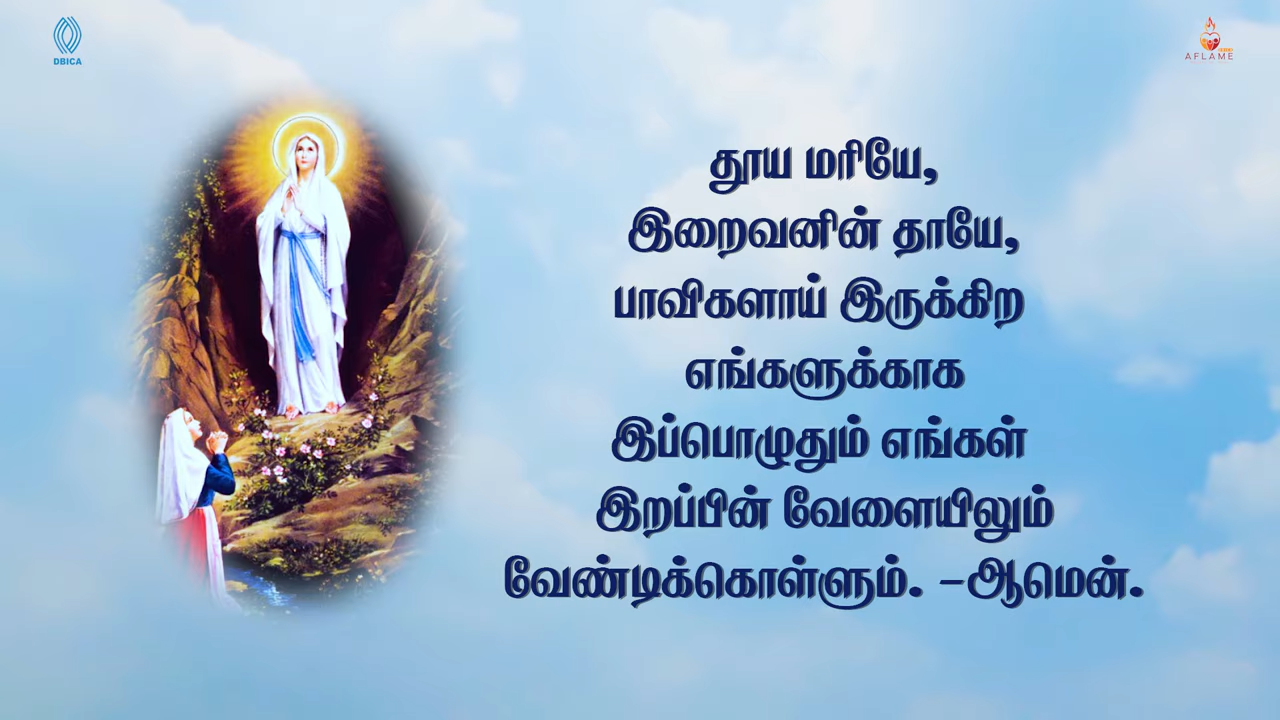 DBICA
AFLAME
தூய மரியே,
இறைவனின் தாயே,
பாவிகளாய் இருக்கிற
எங்களுக்காக
இப்பொழுதும் எங்கள்
இறப்பின் வேளையிலும்
வேண்டிக்கொள்ளும். -ஆமென்.